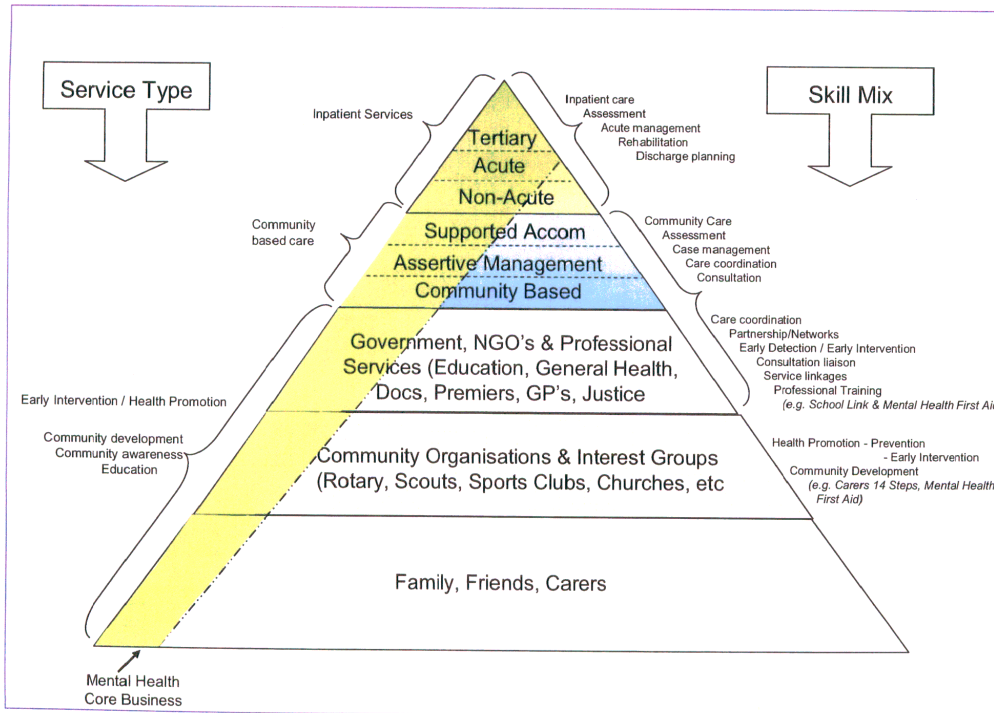 Service Type
Skill Mix
Inpatient Services
Tertiary
Acute
Non-Acute
Inpatient care
Assessment
Acute management
Rehabilitation
Discharge planning
Community
based care
Supported Accom
Assertive Management
Community Based
Community Care
Assessment
Case management
Care coordination
Consultation
Early Intervention / Health Promotion
Community development
Community awareness
Education
Government, NGO's & Professional
Services (Education, General Health,
Docs, Premiers, GP's, Justice
Care coordination
Partnership/Networks
Early Detection / Early Intervention
Consultation liaison
Service linkages
Professional Training
(e.g. School Link & Mental Health First Aid
Community Organisations & Interest Groups
(Rotary, Scouts, Sports Clubs, Churches, etc
Health Promotion - Prevention
- Early Intervention
Community Development
(e.g. Carers 14 Steps, Mental Health
First Aid)
Family, Friends, Carers
Mental Health
Core Business